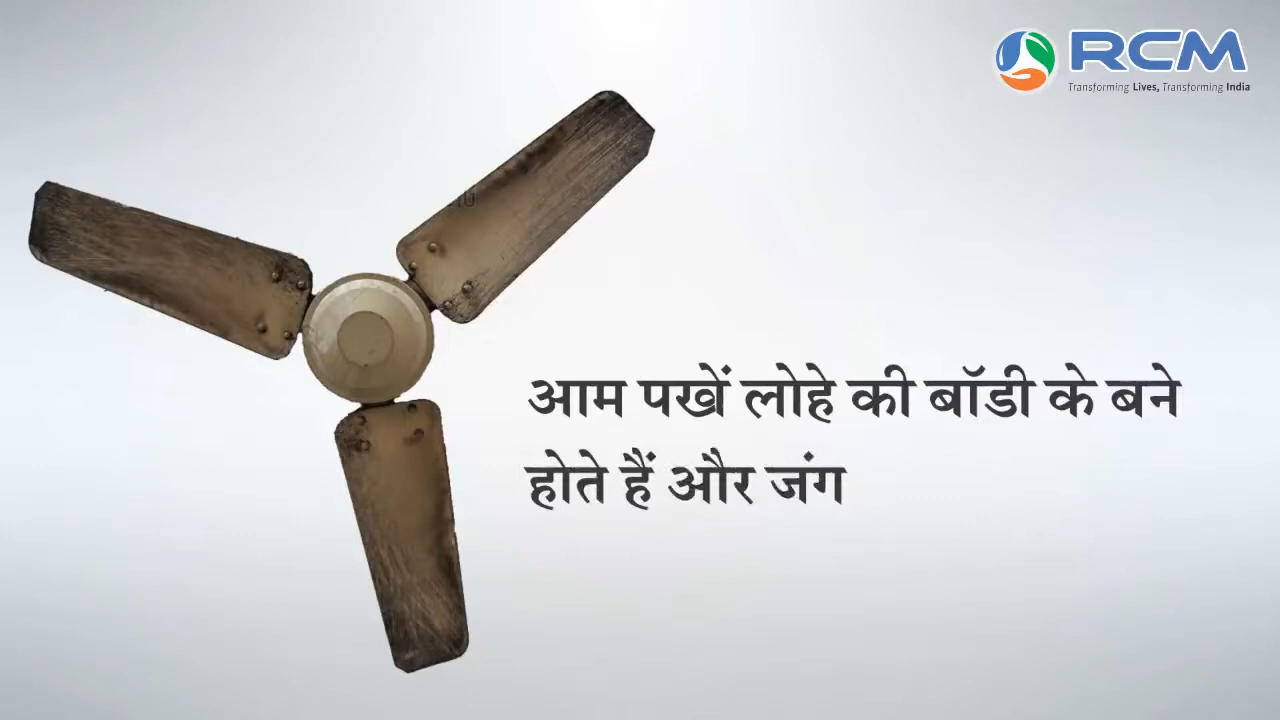 RCM
Transforming Lives, Transforming India
आम पखें लोहे की बॉडी के बने
होते हैं और जंग